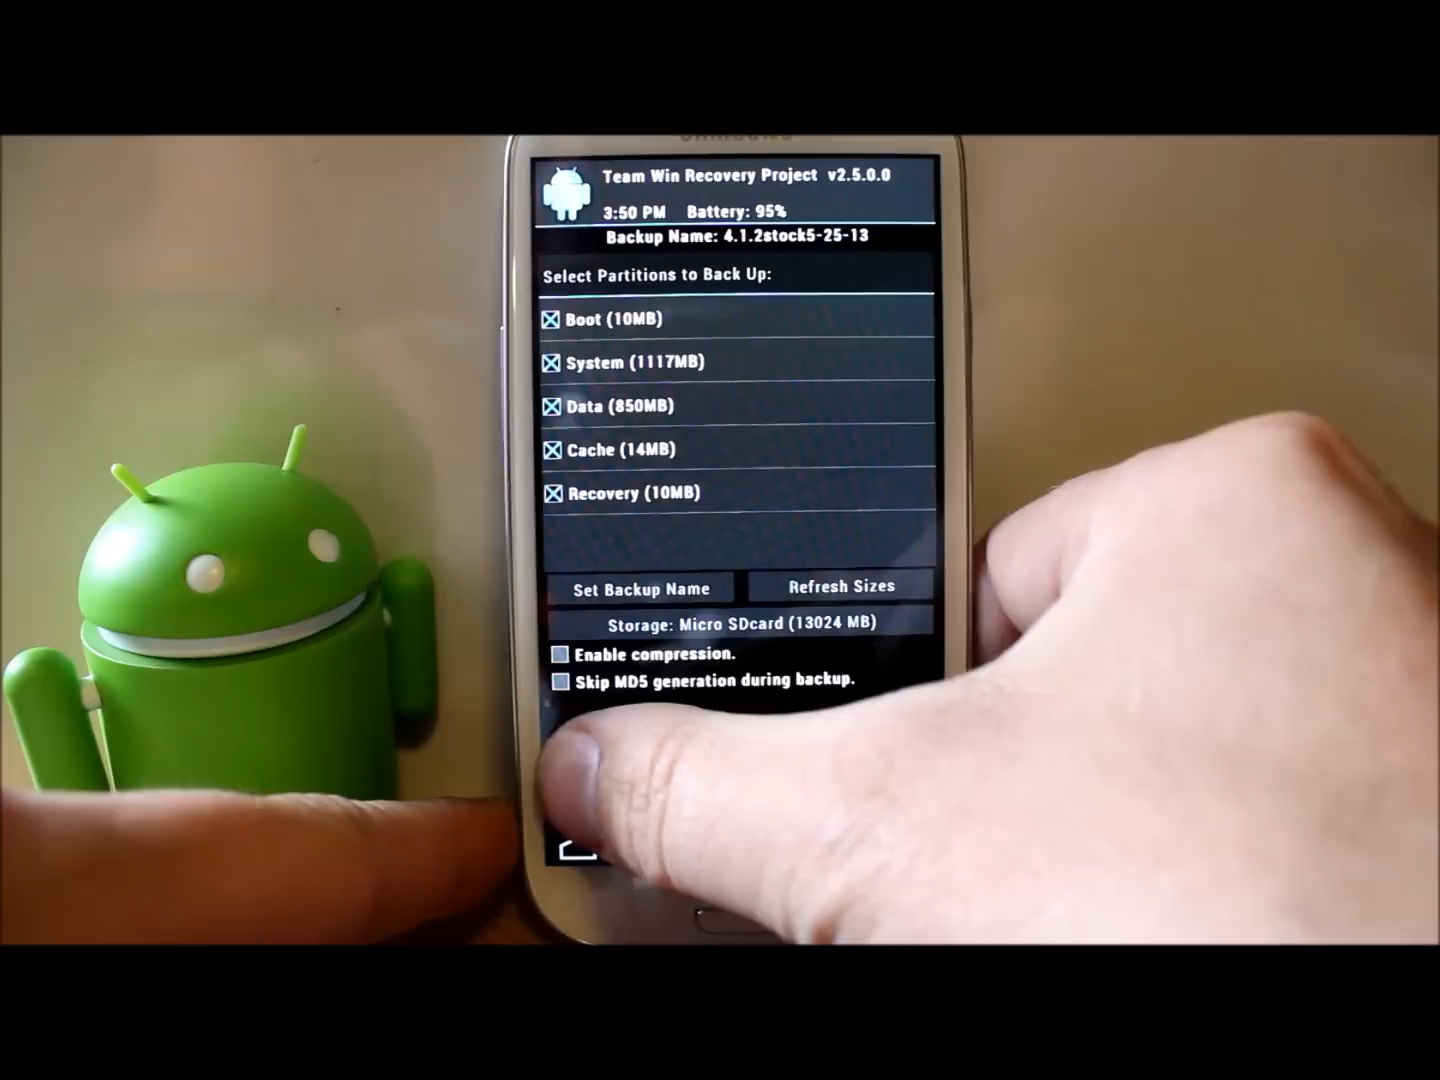 Team Win Recovery Project v2.5.0.0
3:50 PM Battery: 95%
Backup Name: 4.1.2stock5-25-13
Select Partitions to Back Up:
Boot (10MB)
System (1117MB)
Data (850MB)
Cache (14MB)
Recovery (10MB)
Set Backup Name Refresh Sizes
Storage: Micro SDcard (13024 MB)
Enable compression.
Skip MD5 generation during backup.